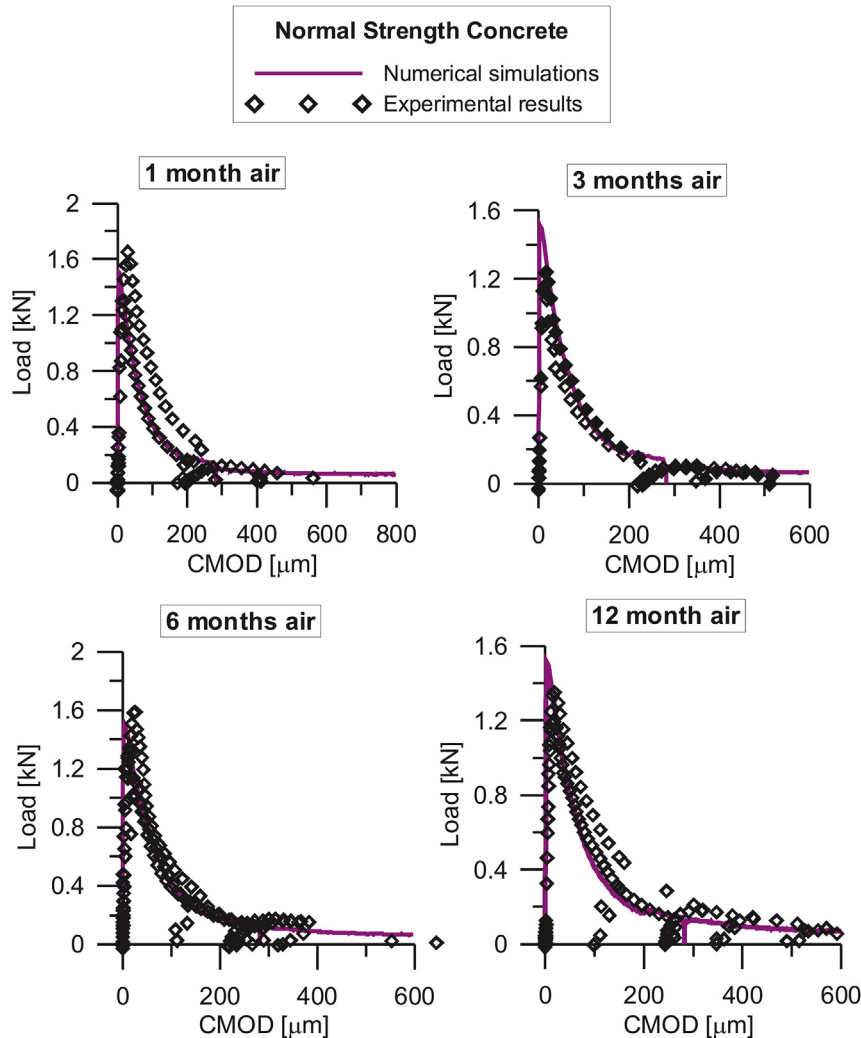 Normal Strength Concrete
Numerical simulations
Experimental results
1 month air
2
1.6
1.2
0.8
0.4
0
Load [kN]
0
200
400
600
800
CMOD [µm]
3 months air
1.6
1.2
0.8
0.4
0
Load [kN]
0
200
400
600
CMOD [µm]
6 months air
2
1.6
1.2
0.8
0.4
0
Load [kN]
0
200
400
600
CMOD [µm]
12 month air
1.6
1.2
0.8
0.4
0
Load [kN]
0
200
400
600
CMOD [µm]